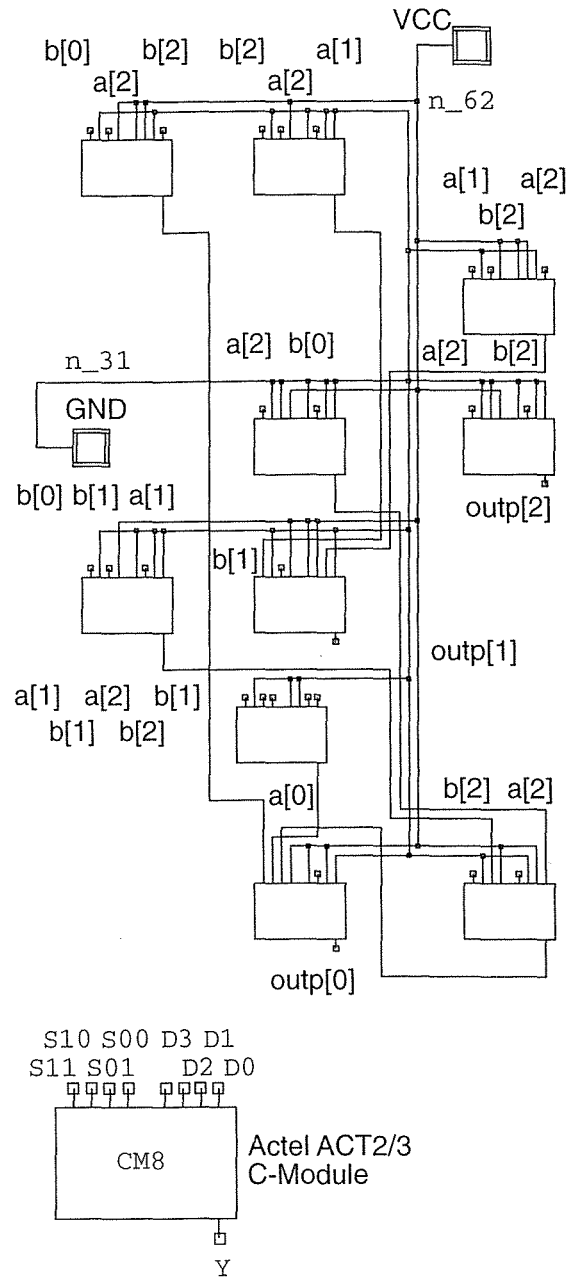 VCC
b[0] b[2] b[2] a[1]
a[2] a[2]
n_62
a[1] a[2]
b[2]
n_31
a[2] b[0] a[2] b[2]
GND
b[0] b[1] a[1]
outp[2]
b[1]
outp[1]
a[1] a[2] b[1]
b[1] b[2]
a[0]
b[2] a[2]
outp[0]
S10 S00 D3 D1
S11 S01 D2 D0
CM8
Actel ACT2/3
C-Module
Y